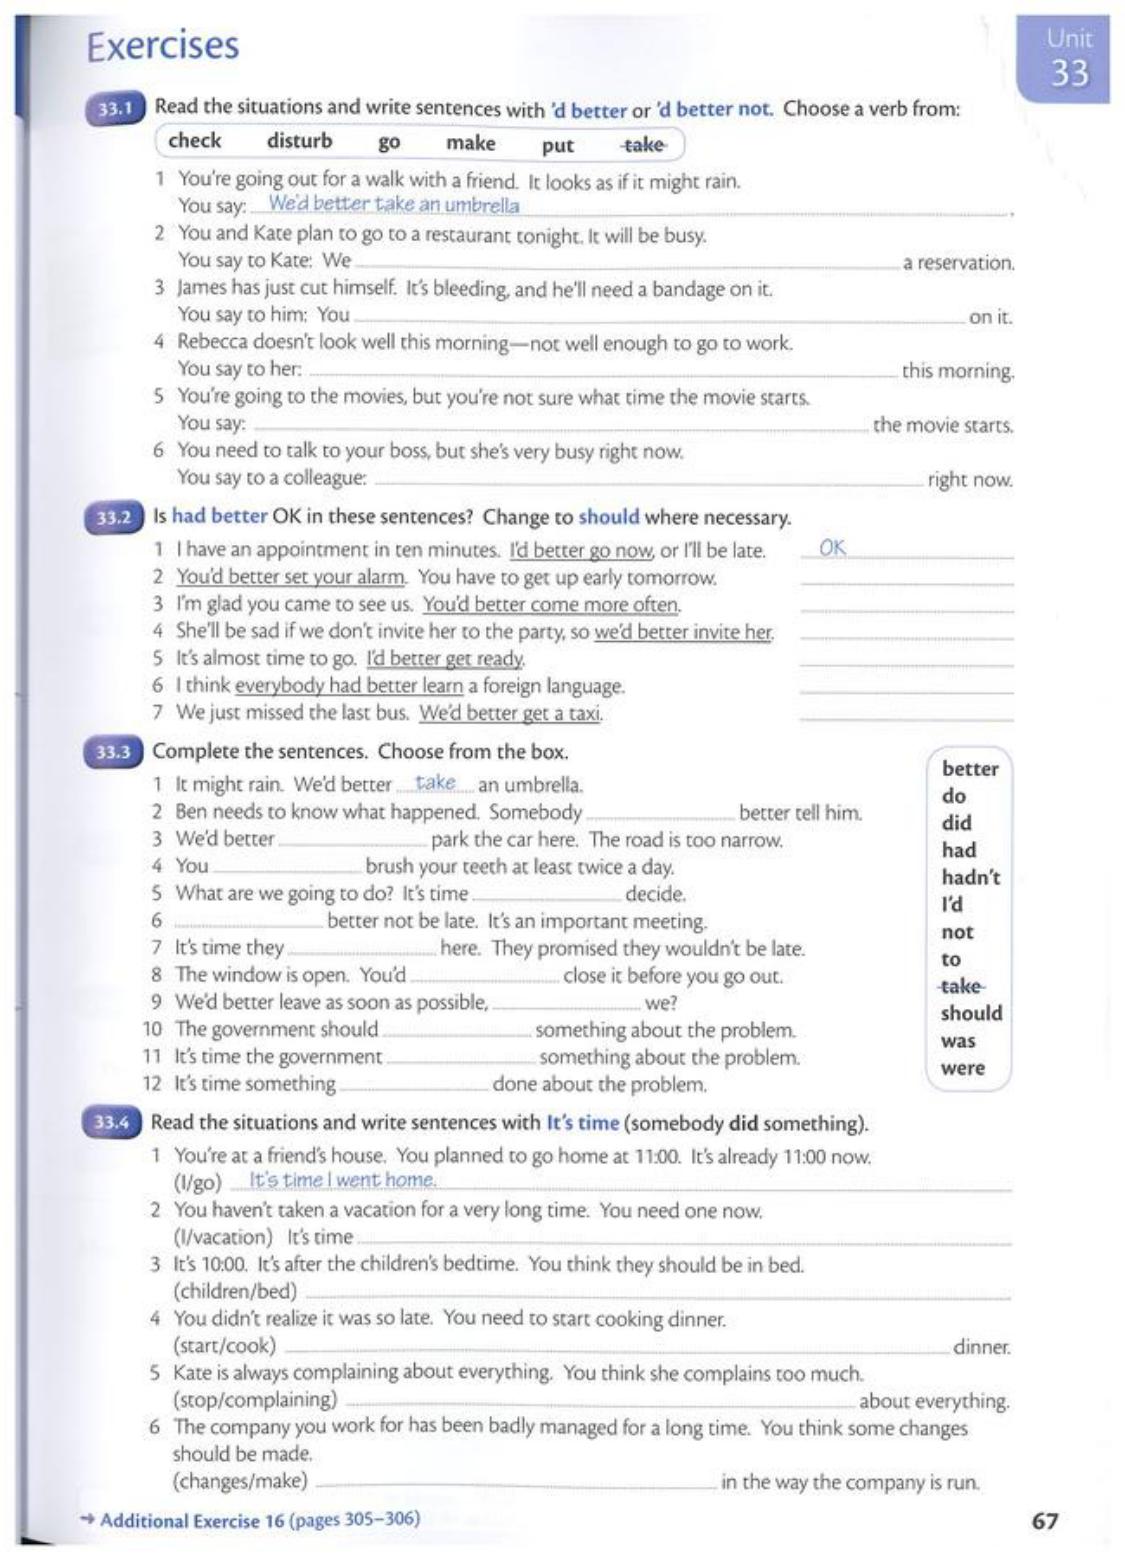 Exercises
Unit
33
33.1 Read the situations and write sentences with 'd better or 'd better not. Choose a verb from:
check disturb go make put take
1 You're going out for a walk with a friend. It looks as if it might rain.
You say: We'd better take an umbrella.
2 You and Kate plan to go to a restaurant tonight. It will be busy.
You say to Kate: We a reservation.
3 James has just cut himself. It's bleeding, and he'll need a bandage on it.
You say to him: You on it.
4 Rebecca doesn't look well this morning—not well enough to go to work.
You say to her: this morning.
5 You're going to the movies, but you're not sure what time the movie starts.
You say: the movie starts.
6 You need to talk to your boss, but she's very busy right now.
You say to a colleague: right now.
33.2 Is had better OK in these sentences? Change to should where necessary.
1 I have an appointment in ten minutes. I'd better go now, or I'll be late. OK
2 You'd better set your alarm. You have to get up early tomorrow.
3 I'm glad you came to see us. You'd better come more often.
4 She'll be sad if we don't invite her to the party, so we'd better invite her.
5 It's almost time to go. I'd better get ready.
6 I think everybody had better learn a foreign language.
7 We just missed the last bus. We'd better get a taxi.
33.3 Complete the sentences. Choose from the box.
1 It might rain. We'd better take an umbrella.
2 Ben needs to know what happened. Somebody better tell him.
3 We'd better park the car here. The road is too narrow.
4 You brush your teeth at least twice a day.
5 What are we going to do? It's time decide.
6 better not be late. It's an important meeting.
7 It's time they here. They promised they wouldn't be late.
8 The window is open. You'd close it before you go out.
9 We'd better leave as soon as possible, we?
10 The government should something about the problem.
11 It's time the government something about the problem.
12 It's time something done about the problem.
better
do
did
had
hadn't
I'd
not
to
take
should
was
were
33.4 Read the situations and write sentences with It's time (somebody did something).
1 You're at a friend's house. You planned to go home at 11:00. It's already 11:00 now.
(I/go) It's time I went home.
2 You haven't taken a vacation for a very long time. You need one now.
(I/vacation) It's time
3 It's 10:00. It's after the children's bedtime. You think they should be in bed.
(children/bed)
4 You didn't realize it was so late. You need to start cooking dinner.
(start/cook) dinner.
5 Kate is always complaining about everything. You think she complains too much.
(stop/complaining) about everything.
6 The company you work for has been badly managed for a long time. You think some changes
should be made.
(changes/make) in the way the company is run.
→ Additional Exercise 16 (pages 305–306)
67